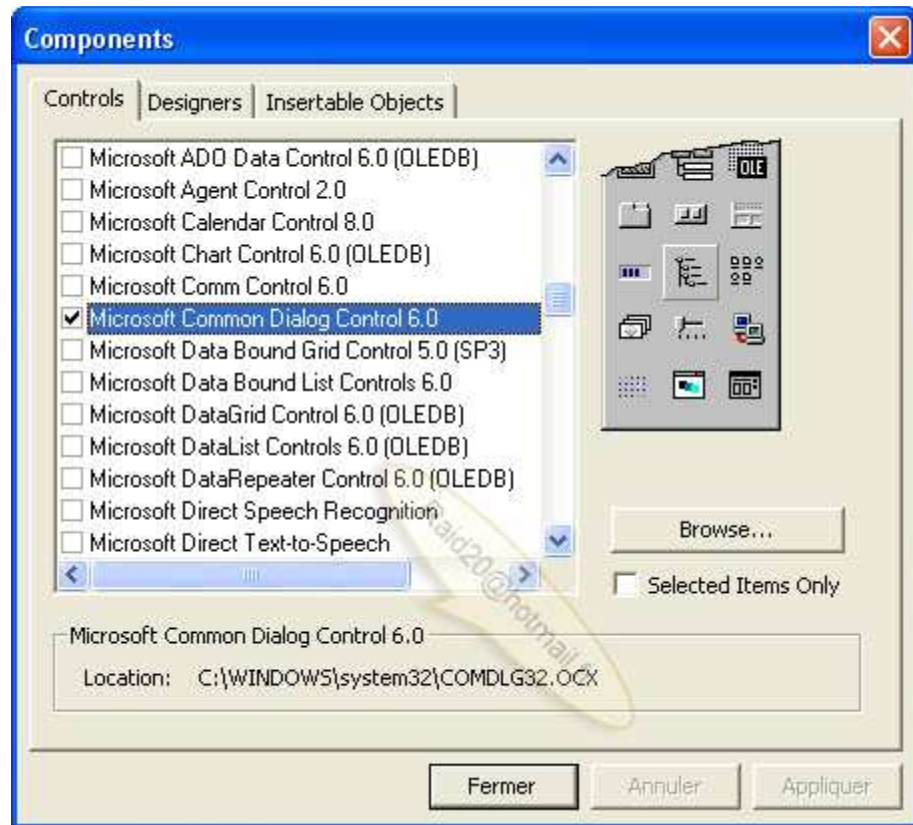 Components
Controls Designers Insertable Objects
Microsoft ADO Data Control 6.0 (OLEDB)
Microsoft Agent Control 2.0
Microsoft Calendar Control 8.0
Microsoft Chart Control 6.0 (OLEDB)
Microsoft Comm Control 6.0
Microsoft Common Dialog Control 6.0
Microsoft Data Bound Grid Control 5.0 (SP3)
Microsoft Data Bound List Controls 6.0
Microsoft DataGrid Control 6.0 (OLEDB)
Microsoft DataList Controls 6.0 (OLEDB)
Microsoft DataRepeater Control 6.0 (OLEDB)
Microsoft Direct Speech Recognition
Microsoft Direct Text-to-Speech
OLE
Browse...
Selected Items Only
Microsoft Common Dialog Control 6.0
Location: C:\WINDOWS\system32\COMDLG32.OCX
Fermer Annuler Appliquer